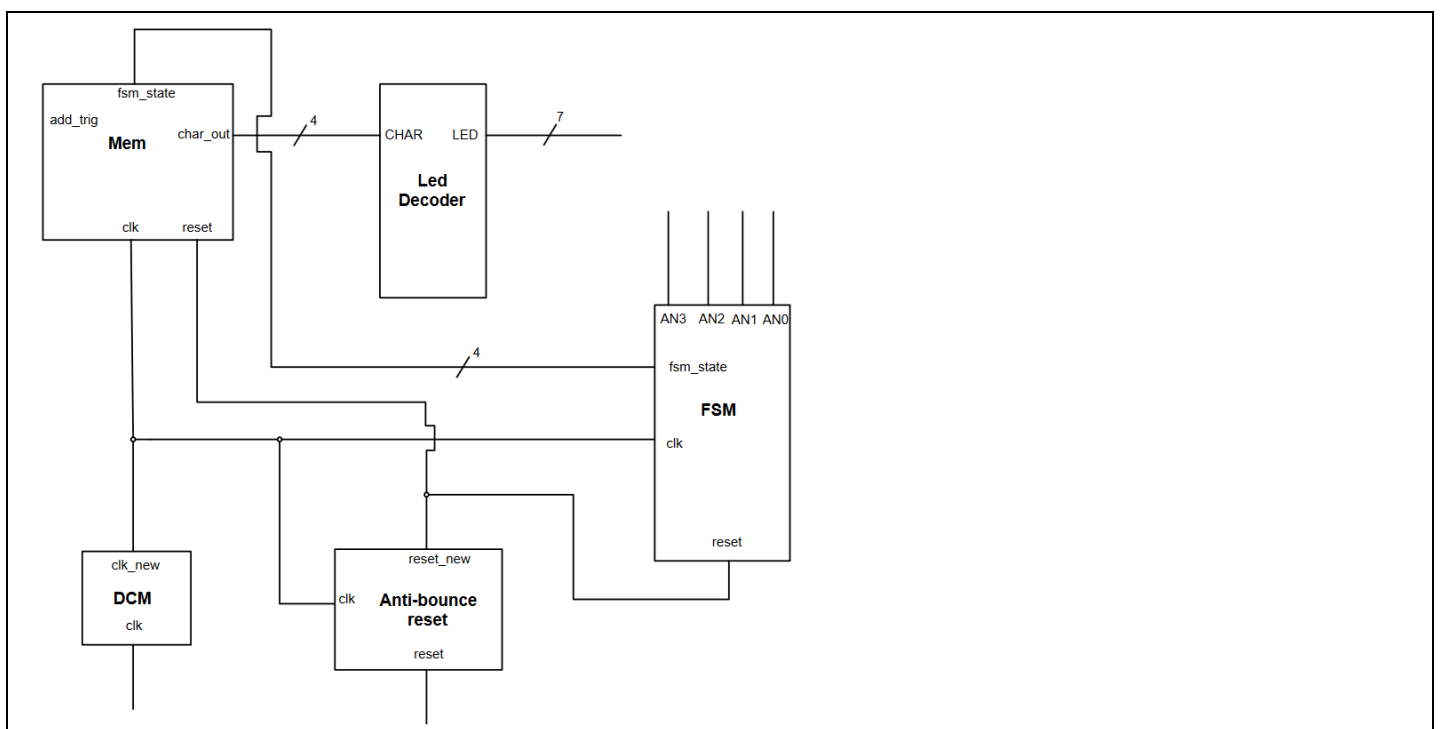 fsm_state
add_trig
Mem
char_out
4
CHAR
LED
7
Led
Decoder
clk
reset
AN3 AN2 AN1 AN0
4
fsm_state
FSM
clk
reset
clk_new
DCM
clk
reset_new
clk
Anti-bounce
reset
reset